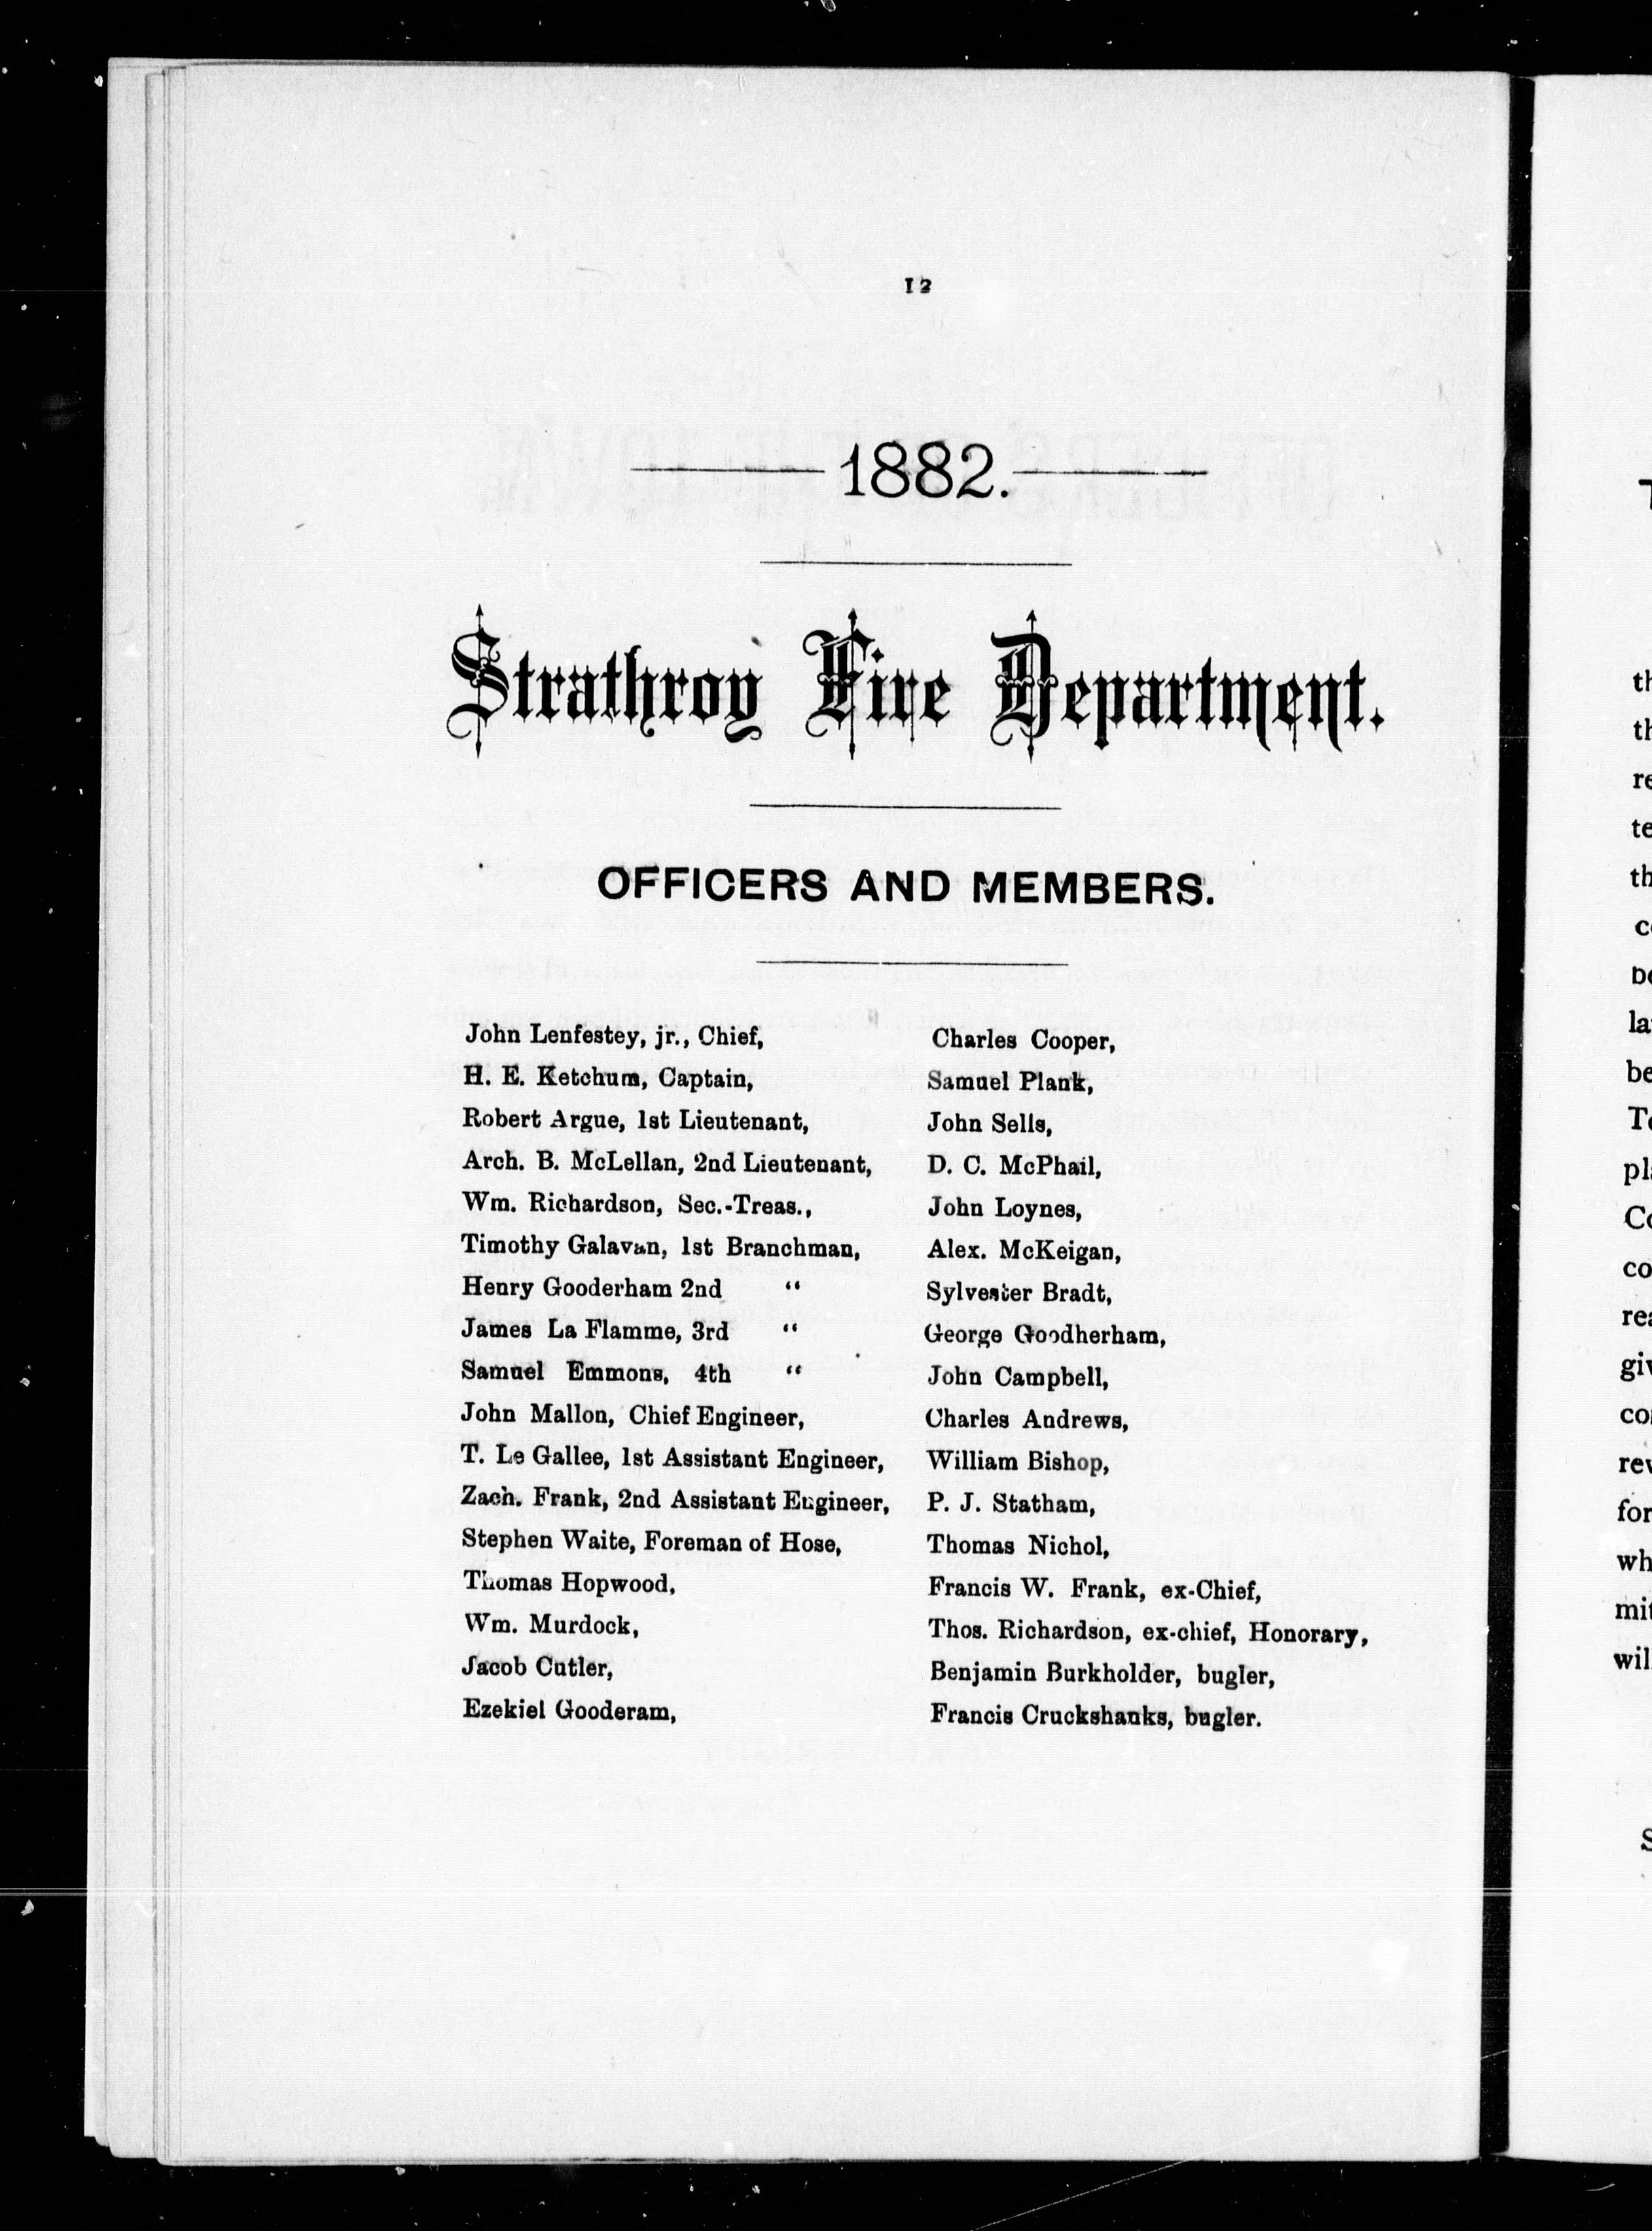 12
1882.
Strathroy Fire Department.
OFFICERS AND MEMBERS.
John Lenfestey, jr., Chief,
H. E. Ketchum, Captain,
Robert Argue, 1st Lieutenant,
Arch. B. McLellan, 2nd Lieutenant,
Wm. Richardson, Sec.-Treas.,
Timothy Galavan, 1st Branchman,
Henry Gooderham 2nd “
James La Flamme, 3rd “
Samuel Emmons, 4th “
John Mallon, Chief Engineer,
T. Le Gallee, 1st Assistant Engineer,
Zach. Frank, 2nd Assistant Engineer,
Stephen Waite, Foreman of Hose,
Thomas Hopwood,
Wm. Murdock,
Jacob Cutler,
Ezekiel Gooderam,
Charles Cooper,
Samuel Plank,
John Sells,
D. C. McPhail,
John Loynes,
Alex. McKeigan,
Sylvester Bradt,
George Goodherham,
John Campbell,
Charles Andrews,
William Bishop,
P. J. Statham,
Thomas Nichol,
Francis W. Frank, ex-Chief,
Thos. Richardson, ex-chief, Honorary,
Benjamin Burkholder, bugler,
Francis Cruckshanks, bugler.